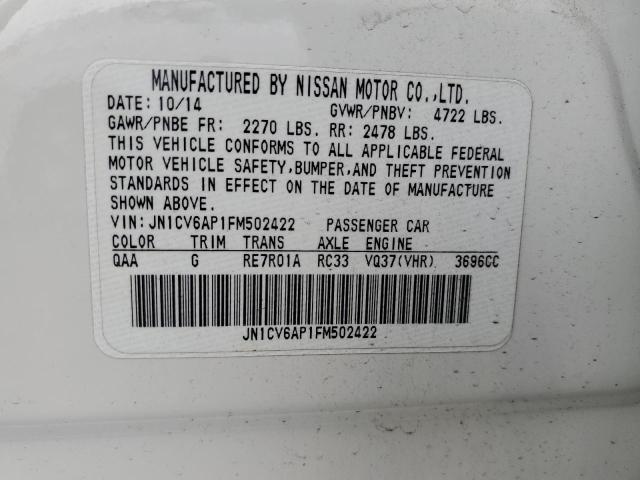 MANUFACTURED BY NISSAN MOTOR CO.,LTD.
DATE: 10/14 GVWR/PNBV: 4722 LBS.
GAWR/PNBE FR: 2270 LBS. RR: 2478 LBS.
THIS VEHICLE CONFORMS TO ALL APPLICABLE FEDERAL
MOTOR VEHICLE SAFETY,BUMPER,AND THEFT PREVENTION
STANDARDS IN EFFECT ON THE DATE OF MANUFACTURE
SHOWN ABOVE.
VIN: JN1CV6AP1FM502422 PASSENGER CAR
COLOR TRIM TRANS AXLE ENGINE
QAA G RE7R01A RC33 VQ37(VHR) 3696CC
JN1CV6AP1FM502422